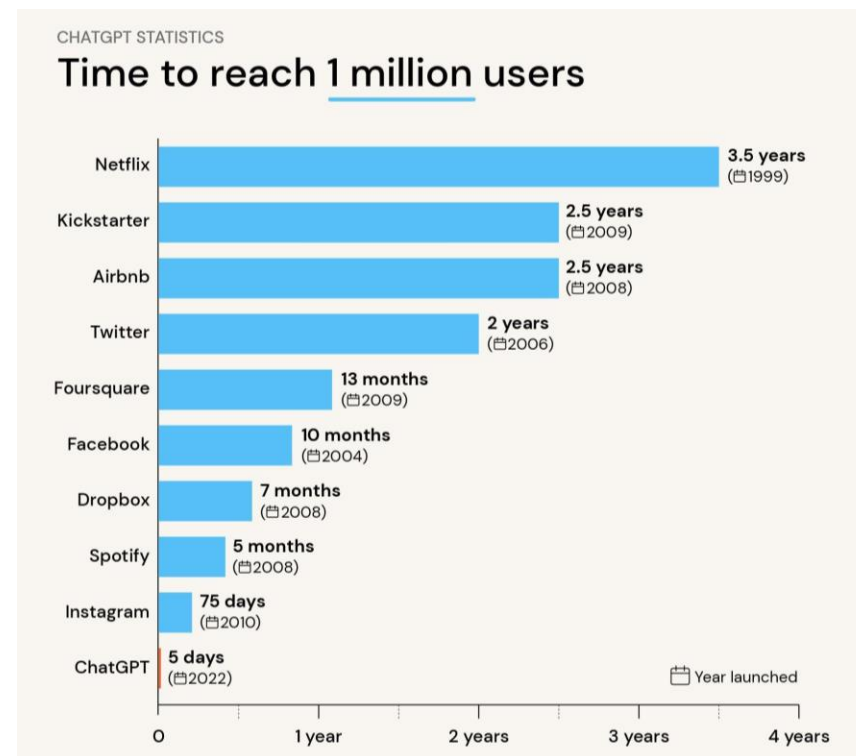 CHATGPT STATISTICS
Time to reach 1 million users
Netflix
3.5 years
(1999)
Kickstarter
2.5 years
(2009)
Airbnb
2.5 years
(2008)
Twitter
2 years
(2006)
Foursquare
13 months
(2009)
Facebook
10 months
(2004)
Dropbox
7 months
(2008)
Spotify
5 months
(2008)
Instagram
75 days
(2010)
ChatGPT
5 days
(2022)
Year launched
0
1 year
2 years
3 years
4 years